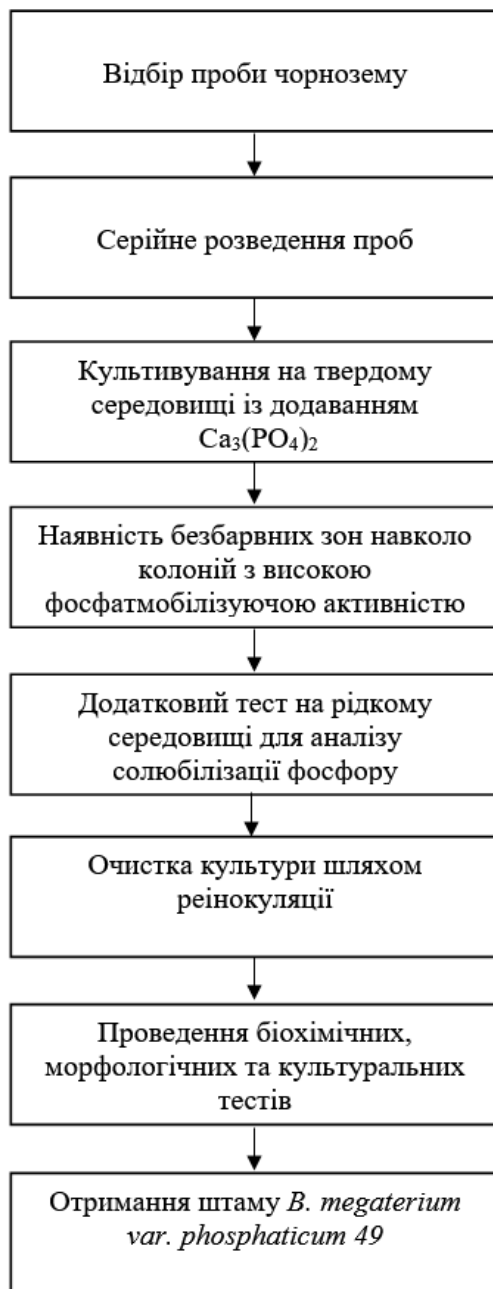 Відбір проби чорнозему
Серійне розведення проб
Культивування на твердому
середовищі із додаванням
Ca₃(PO₄)₂
Наявність безбарвних зон навколо
колоній з високою
фосфатмобілізуючою активністю
Додатковий тест на рідкому
середовищі для аналізу
солюбілізації фосфору
Очистка культури шляхом
реінокуляції
Проведення біохімічних,
морфологічних та культуральних
тестів
Отримання штаму B. megaterium
var. phosphaticum 49